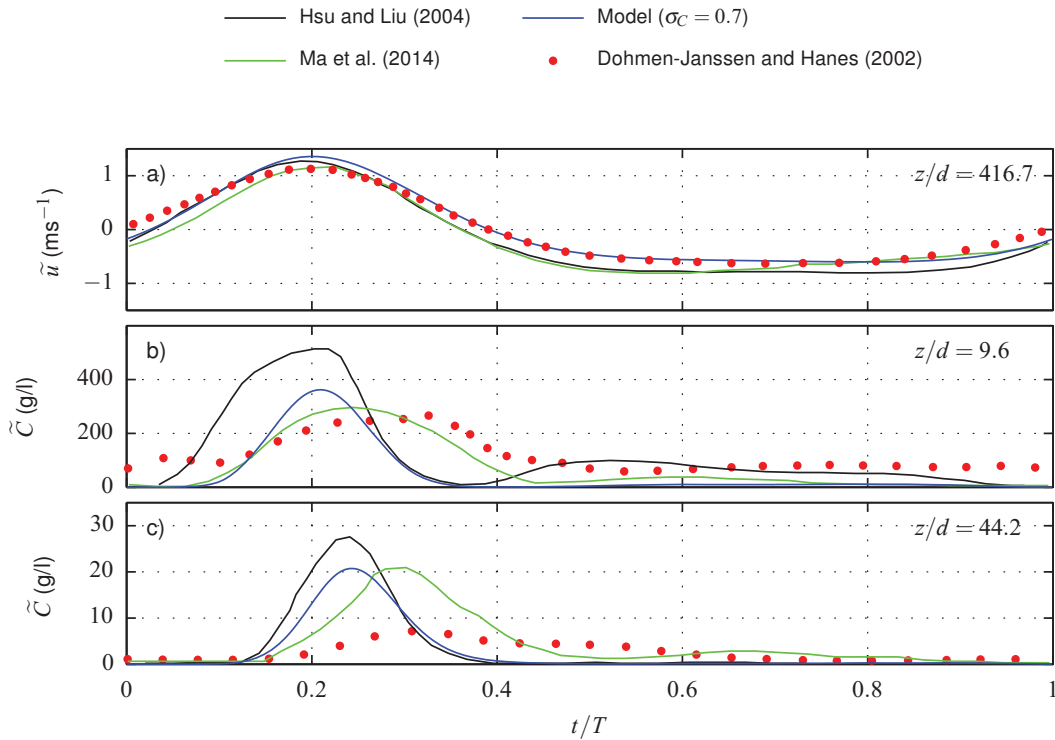 Hsu and Liu (2004) Model (σC = 0.7)
Ma et al. (2014) Dohmen-Janssen and Hanes (2002)
a) z/d = 416.7
1
0
−1
ũ (ms−1)
b) z/d = 9.6
400
200
0
C̃ (g/l)
c) z/d = 44.2
30
20
10
0
C̃ (g/l)
0 0.2 0.4 0.6 0.8 1
t/T